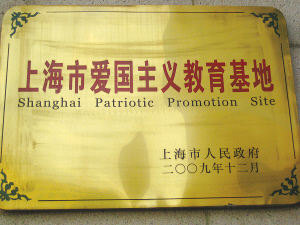 上海市爱国主义教育基地
Shanghai Patriotic Promotion Site
上海市人民政府
二〇〇九年十二月